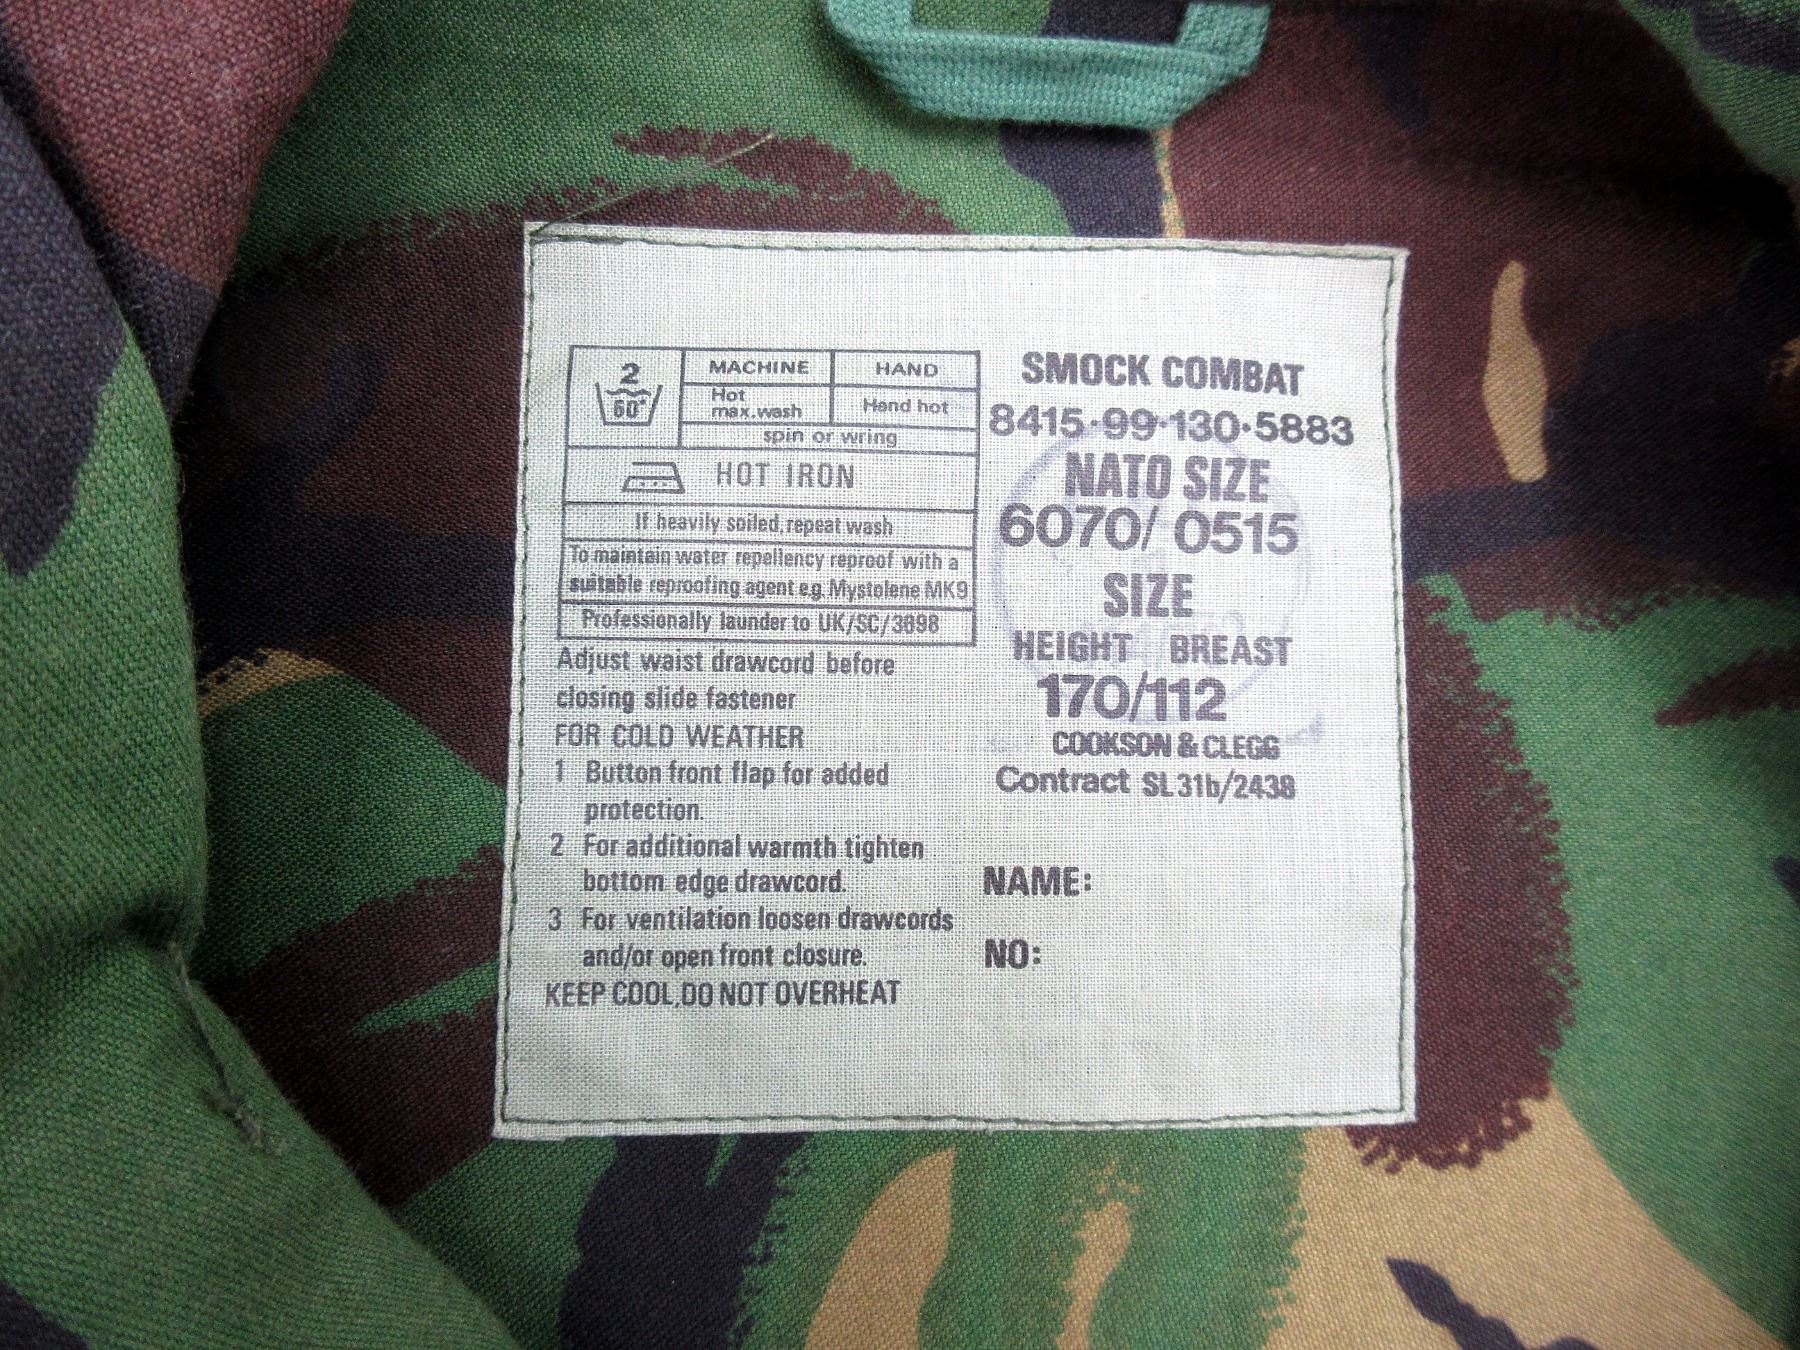 2
60°
MACHINE
HAND
Hot
max.wash
Hand hot
spin or wring
HOT IRON
If heavily soiled, repeat wash
To maintain water repellency reproof with a
suitable reproofing agent e.g. Mystolene MK9
Professionally launder to UK/SC/3898
Adjust waist drawcord before
closing slide fastener
FOR COLD WEATHER
1 Button front flap for added
protection.
2 For additional warmth tighten
bottom edge drawcord.
3 For ventilation loosen drawcords
and/or open front closure.
KEEP COOL, DO NOT OVERHEAT
SMOCK COMBAT
8415·99·130·5883
NATO SIZE
6070/ 0515
SIZE
HEIGHT BREAST
170/112
COOKSON & CLEGG
Contract SL31b/2438
NAME:
NO: